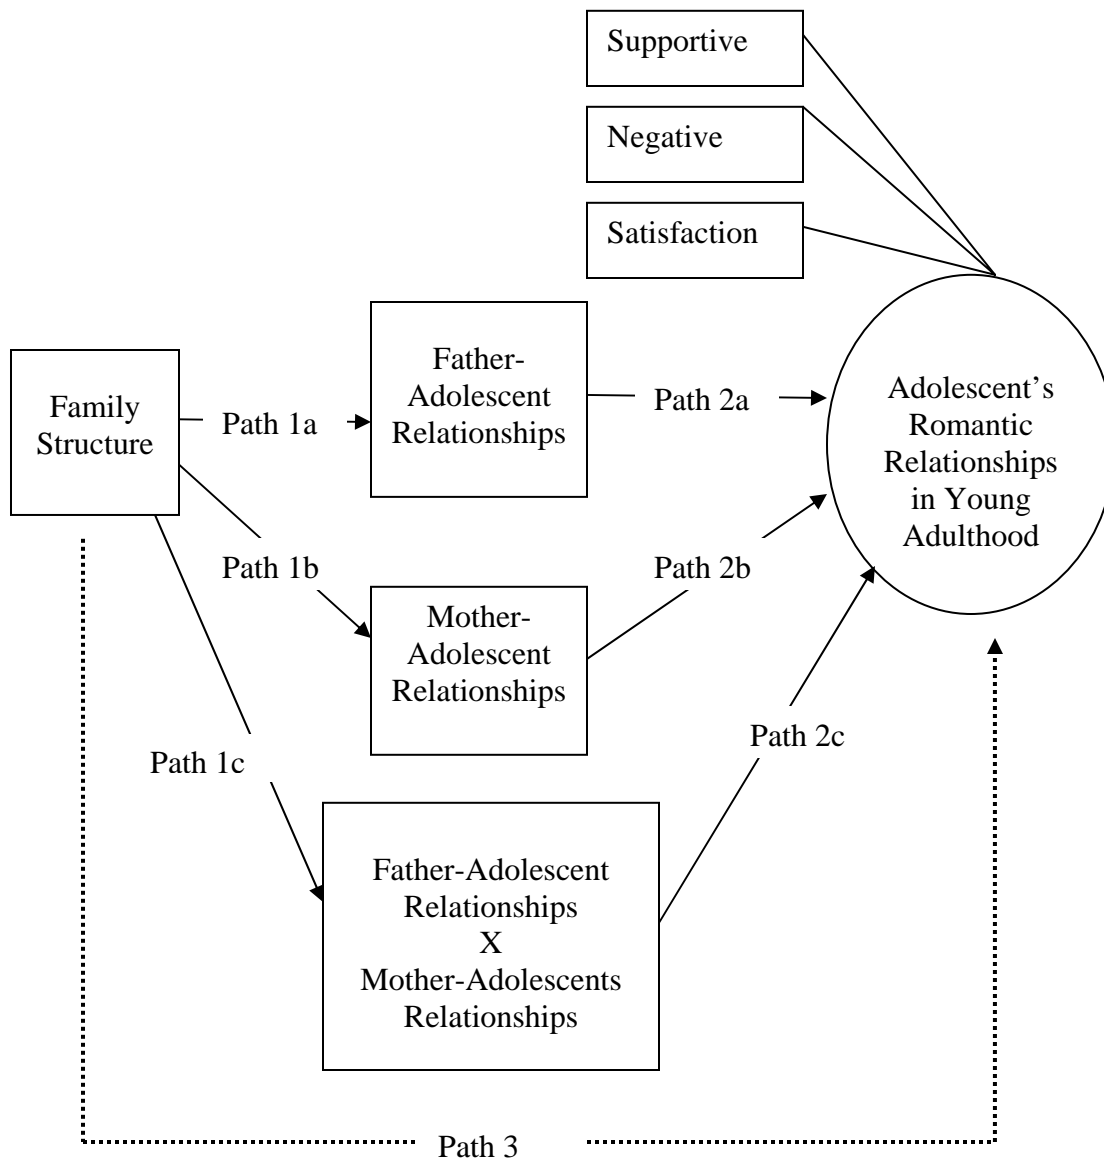 Supportive
Negative
Satisfaction
Family
Structure
Path 1a
Father-
Adolescent
Relationships
Path 2a
Adolescent’s
Romantic
Relationships
in Young
Adulthood
Path 1b
Path 2b
Mother-
Adolescent
Relationships
Path 1c
Path 2c
Father-Adolescent
Relationships
X
Mother-Adolescents
Relationships
Path 3